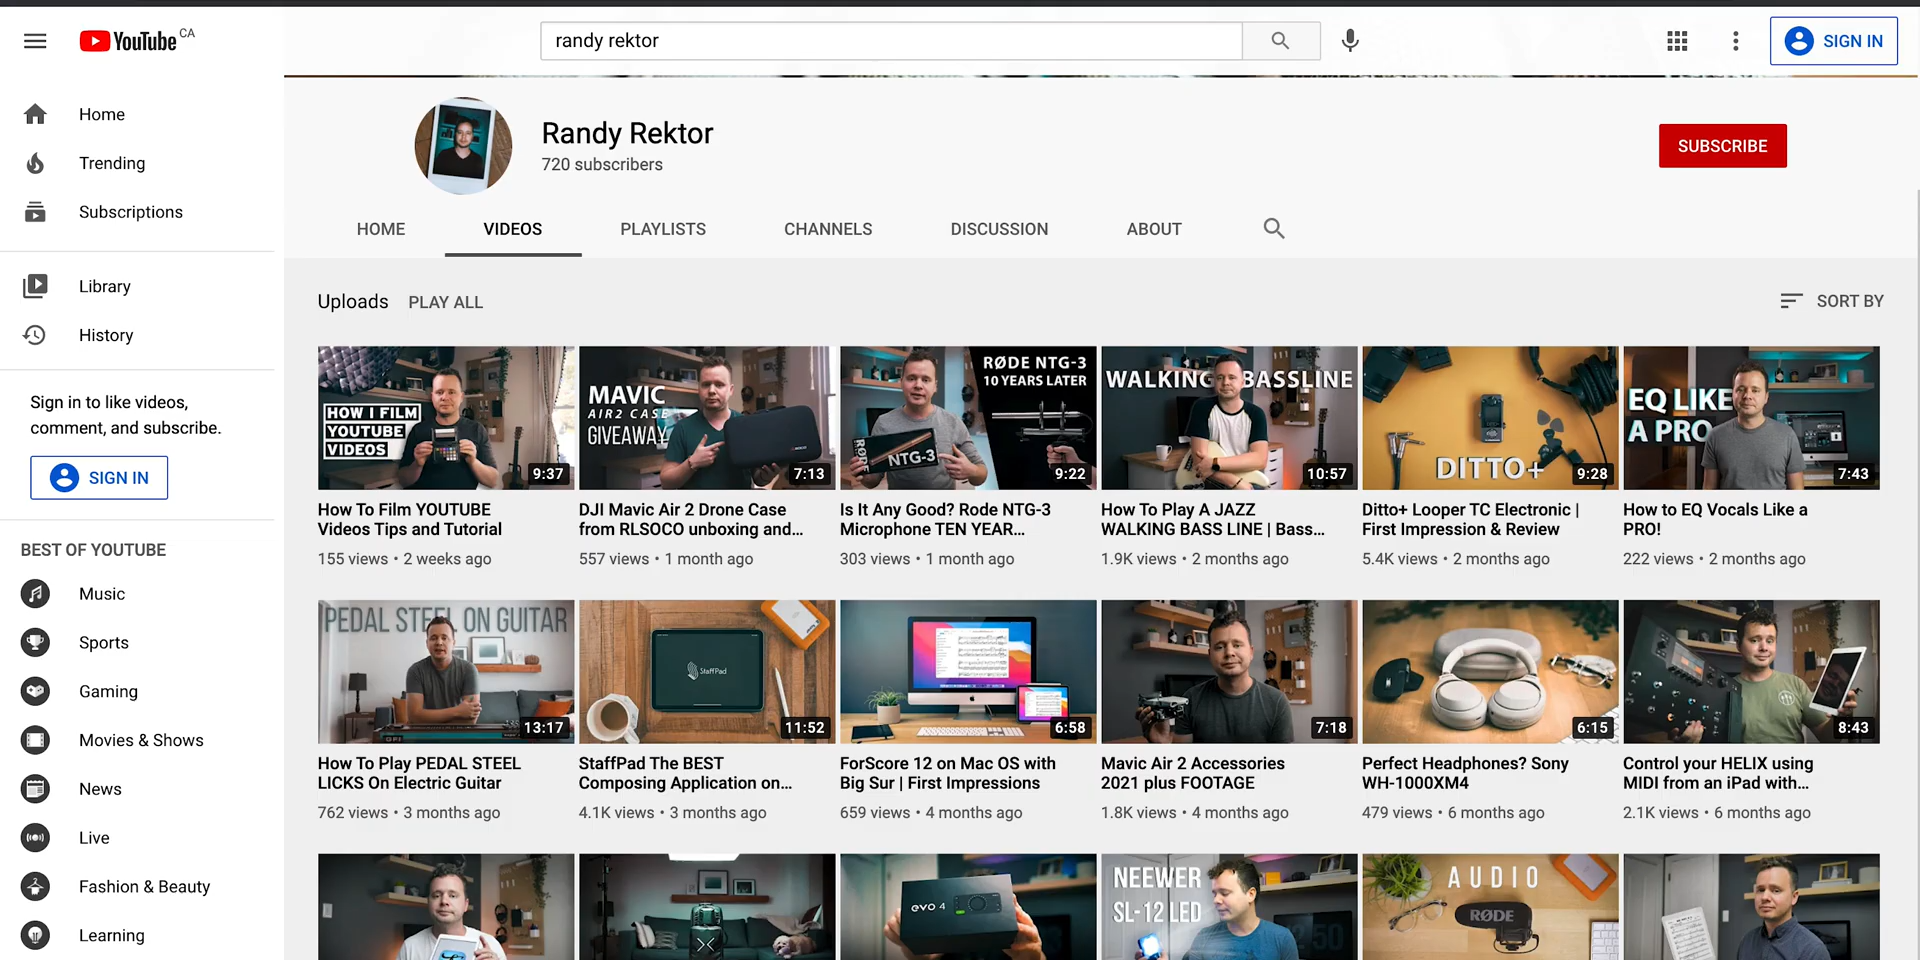 YouTube CA
randy rektor
SIGN IN
Home
Trending
Subscriptions
Library
History
Sign in to like videos,
comment, and subscribe.
SIGN IN
BEST OF YOUTUBE
Music
Sports
Gaming
Movies & Shows
News
Live
Fashion & Beauty
Learning
Randy Rektor
720 subscribers
SUBSCRIBE
HOME VIDEOS PLAYLISTS CHANNELS DISCUSSION ABOUT
Uploads PLAY ALL
SORT BY
HOW I FILM
YOUTUBE
VIDEOS
9:37
How To Film YOUTUBE
Videos Tips and Tutorial
155 views • 2 weeks ago
MAVIC
AIR2 CASE
GIVEAWAY
7:13
DJI Mavic Air 2 Drone Case
from RLSOCO unboxing and...
557 views • 1 month ago
RØDE NTG-3
10 YEARS LATER
RØDE
NTG-3
9:22
Is It Any Good? Rode NTG-3
Microphone TEN YEAR...
303 views • 1 month ago
WALKING BASSLINE
10:57
How To Play A JAZZ
WALKING BASS LINE | Bass...
1.9K views • 2 months ago
DITTO+
9:28
Ditto+ Looper TC Electronic |
First Impression & Review
5.4K views • 2 months ago
EQ LIKE
A PRO
7:43
How to EQ Vocals Like a
PRO!
222 views • 2 months ago
PEDAL STEEL ON GUITAR
13:17
How To Play PEDAL STEEL
LICKS On Electric Guitar
762 views • 3 months ago
StaffPad
11:52
StaffPad The BEST
Composing Application on...
4.1K views • 3 months ago
6:58
ForScore 12 on Mac OS with
Big Sur | First Impressions
659 views • 4 months ago
7:18
Mavic Air 2 Accessories
2021 plus FOOTAGE
1.8K views • 4 months ago
6:15
Perfect Headphones? Sony
WH-1000XM4
479 views • 6 months ago
8:43
Control your HELIX using
MIDI from an iPad with...
2.1K views • 6 months ago
evo 4
NEEWER
SL-12 LED
AUDIO
RØDE